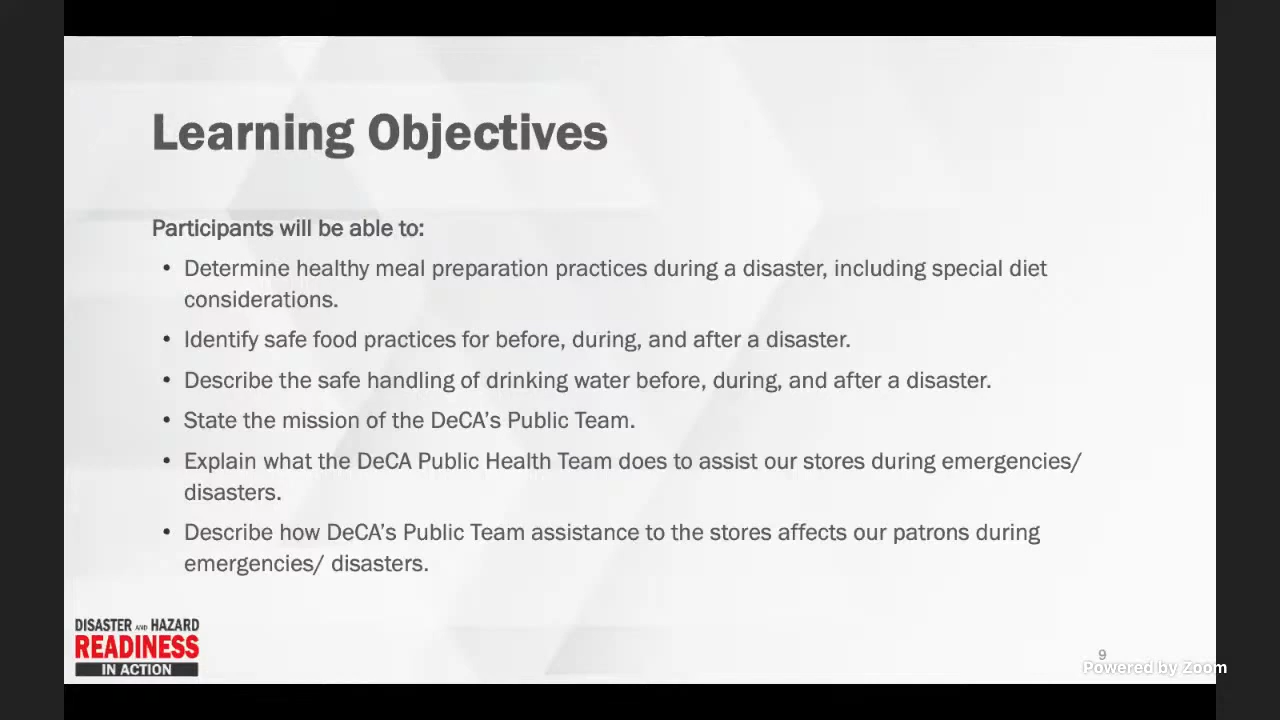 Learning Objectives
Participants will be able to:
• Determine healthy meal preparation practices during a disaster, including special diet
considerations.
• Identify safe food practices for before, during, and after a disaster.
• Describe the safe handling of drinking water before, during, and after a disaster.
• State the mission of the DeCA's Public Team.
• Explain what the DeCA Public Health Team does to assist our stores during emergencies/
disasters.
• Describe how DeCA's Public Team assistance to the stores affects our patrons during
emergencies/ disasters.
DISASTER AND HAZARD
READINESS
IN ACTION
9
Powered by Zoom